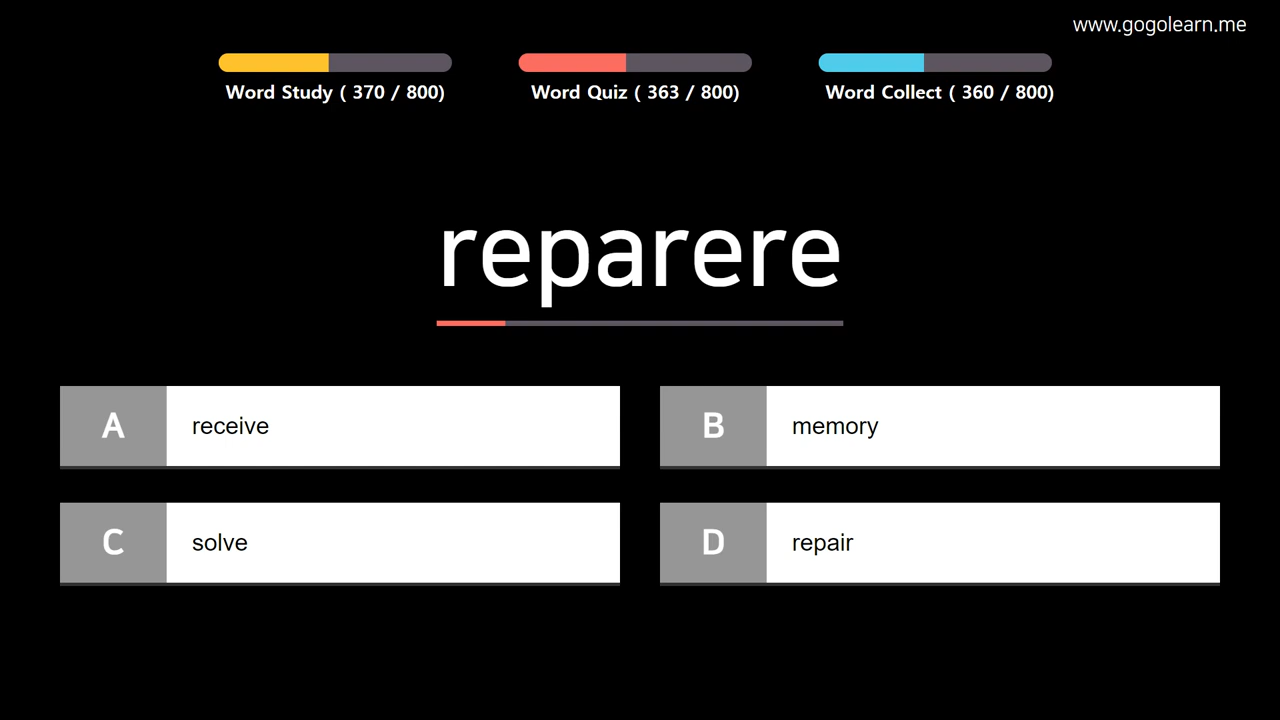 www.gogolearn.me
Word Study ( 370 / 800)
Word Quiz ( 363 / 800)
Word Collect ( 360 / 800)
reparere
A receive
B memory
C solve
D repair